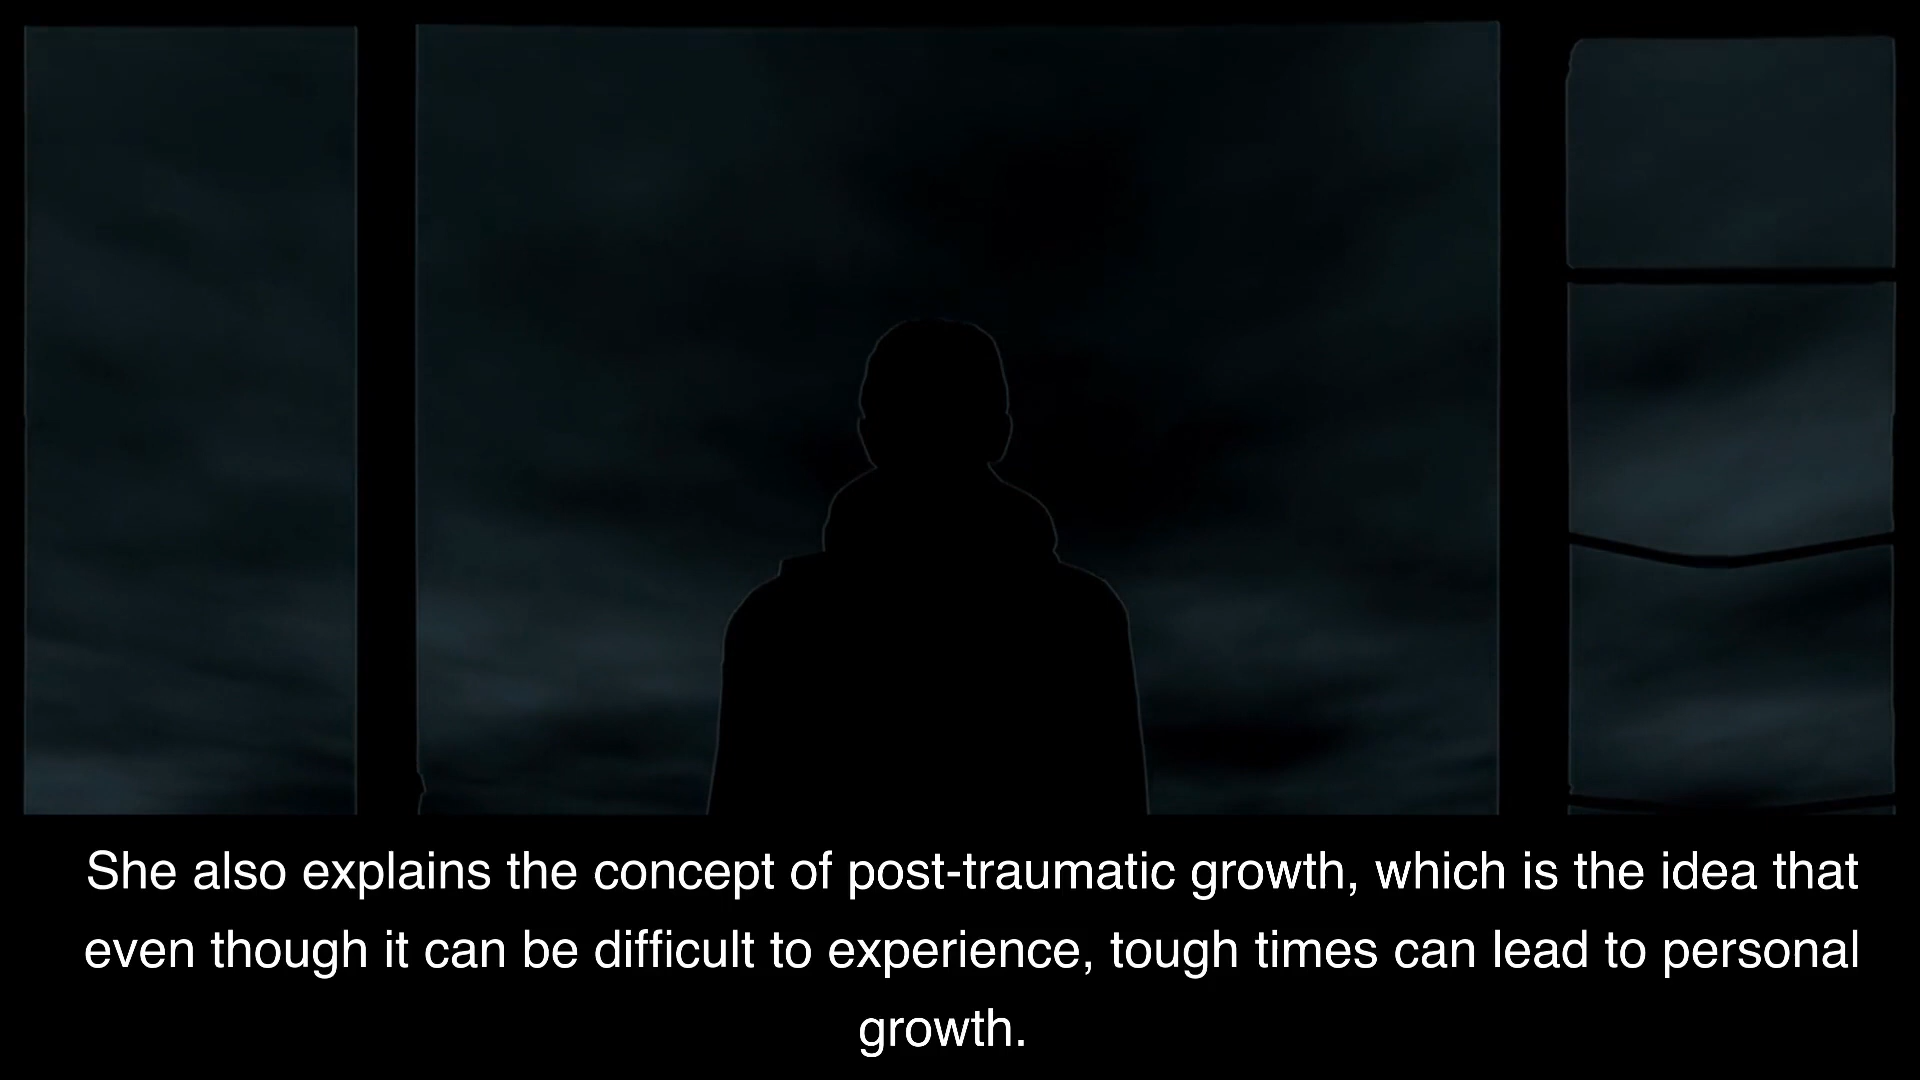 She also explains the concept of post-traumatic growth, which is the idea that
even though it can be difficult to experience, tough times can lead to personal
growth.